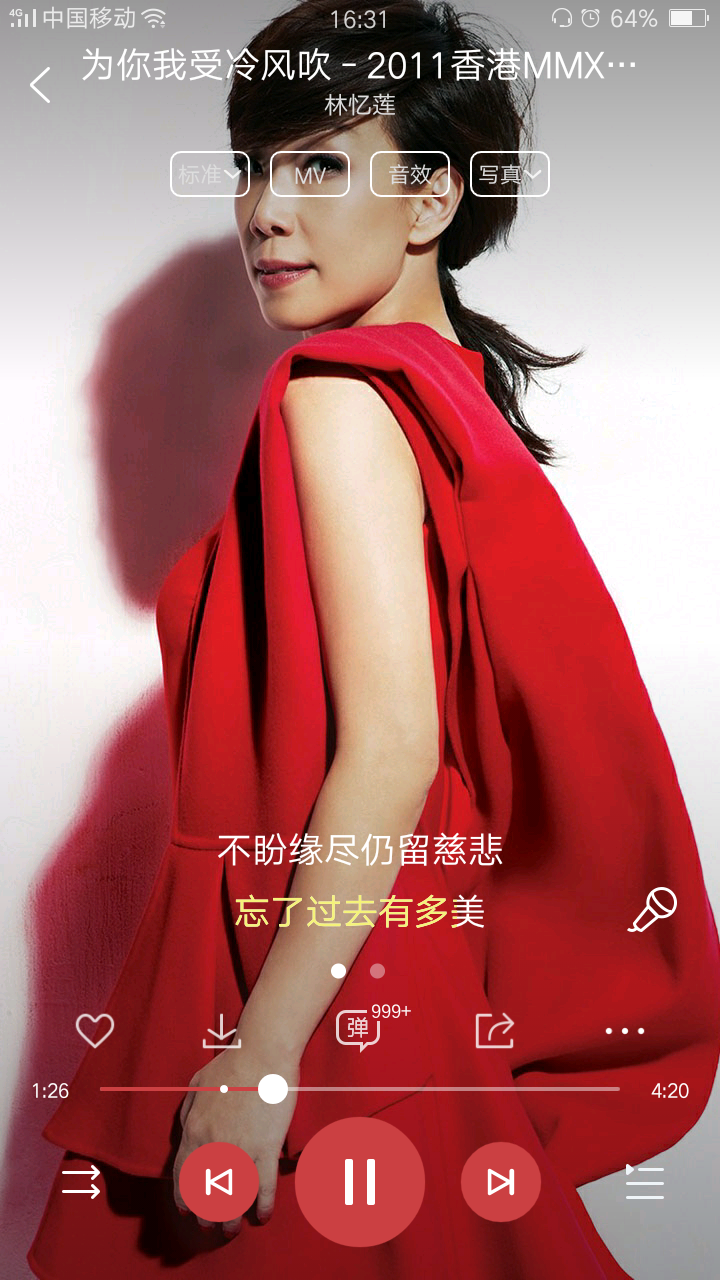 4G 中国移动 16:31 64%
为你我受冷风吹 - 2011香港MMX…
林忆莲
标准 MV 音效 写真
不盼缘尽仍留慈悲
忘了过去有多美
弹 999+
1:26 4:20